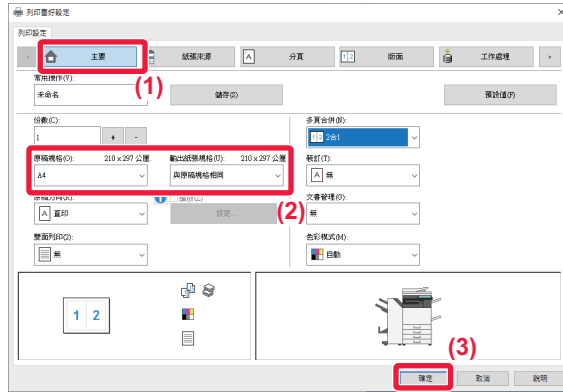 列印喜好設定
列印設定
主要
紙張來源
分頁
版面
工作處理
(1)
常用操作(V):
未命名
儲存(S)
預設值(F)
份數(C):
1
+ -
多頁合併(N):
2合1
原稿規格(O): 210 x 297 公厘.
A4
輸出紙張規格(U): 210 x 297 公厘
與原稿規格相同
裝訂(T):
無
(2)
原稿方向(R):
直印
縮放(Z)
設定...
文書管理(0):
無
雙面列印(2):
無
色彩模式(M):
自動
1 2
(3)
確定
取消
說明